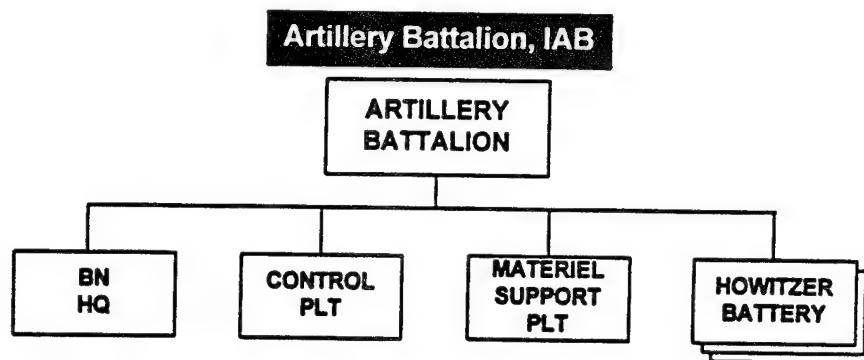 Artillery Battalion, IAB
ARTILLERY
BATTALION
BN
HQ
CONTROL
PLT
MATERIEL
SUPPORT
PLT
HOWITZER
BATTERY